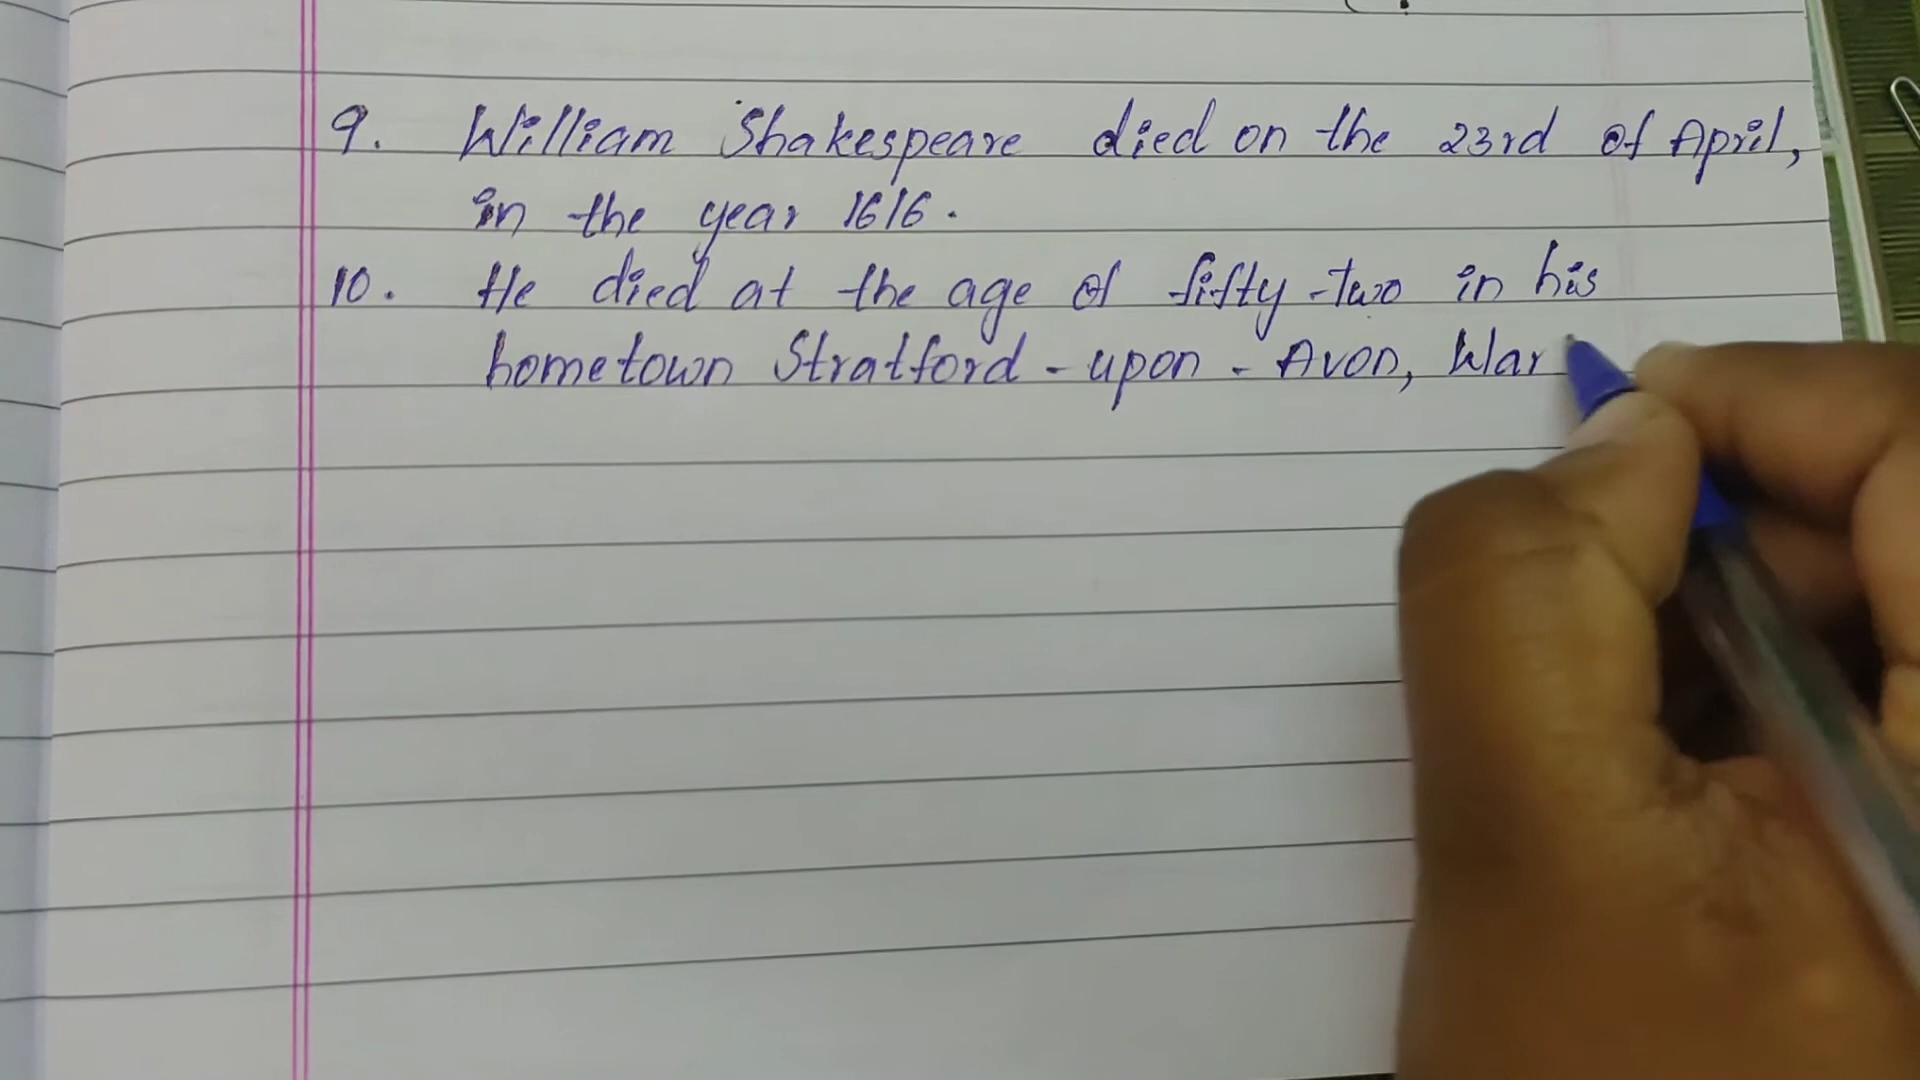 9. William Shakespeare died on the 23rd of April,
in the year 1616.
10. He died at the age of fifty-two in his
hometown Stratford-upon-Avon, War